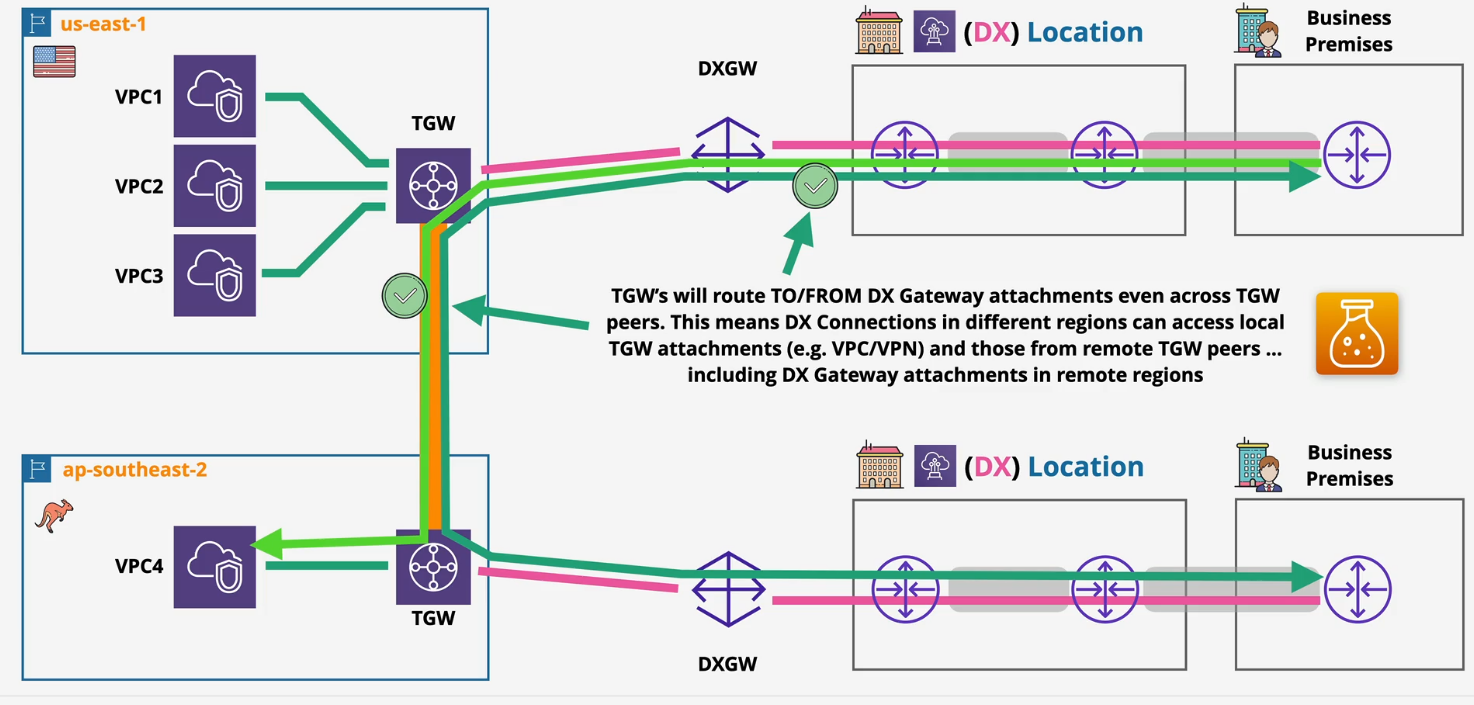 us-east-1
(DX) Location
Business
Premises
DXGW
VPC1
TGW
VPC2
VPC3
TGW's will route TO/FROM DX Gateway attachments even across TGW
peers. This means DX Connections in different regions can access local
TGW attachments (e.g. VPC/VPN) and those from remote TGW peers ...
including DX Gateway attachments in remote regions
ap-southeast-2
(DX) Location
Business
Premises
VPC4
TGW
DXGW